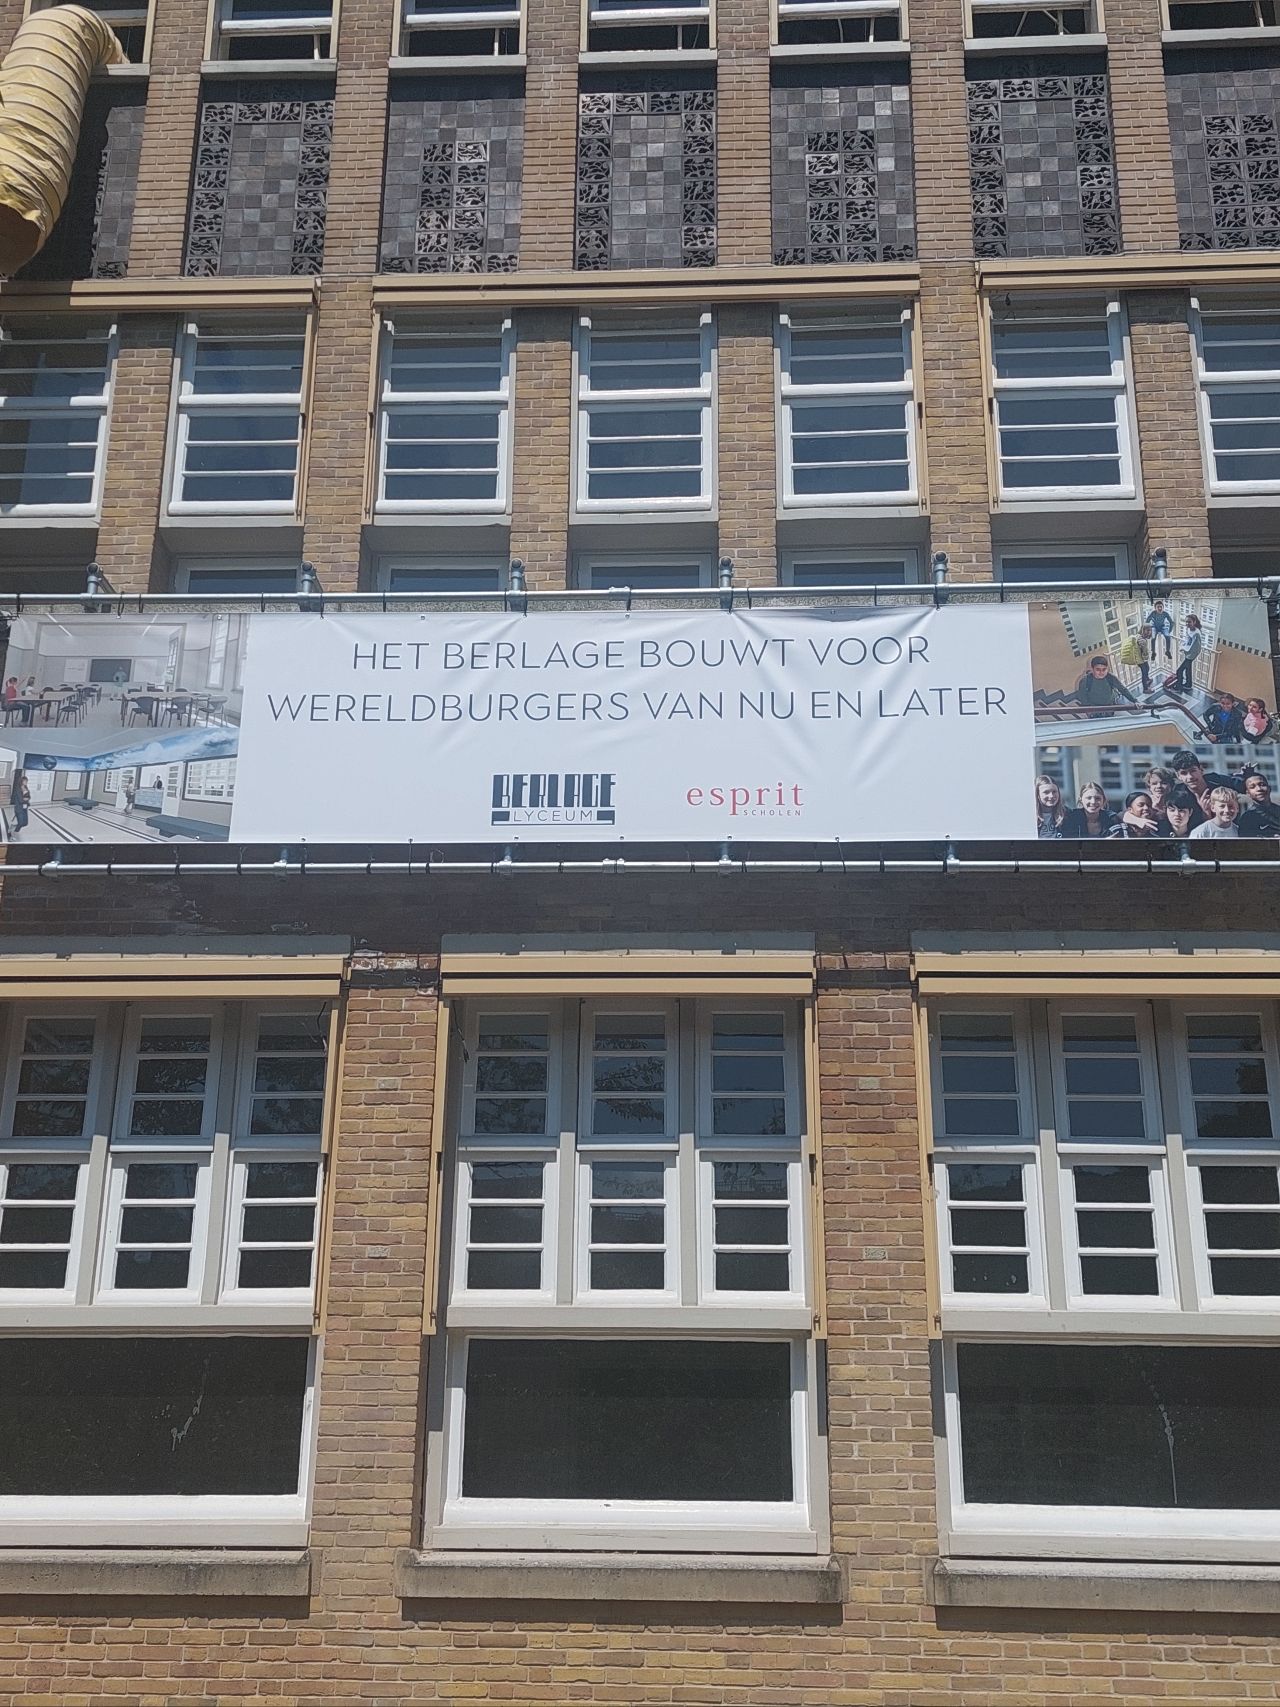 HET BERLAGE BOUWT VOOR
WERELDBURGERS VAN NU EN LATER
BERLAGE
LYCEUM
esprit
SCHOLEN